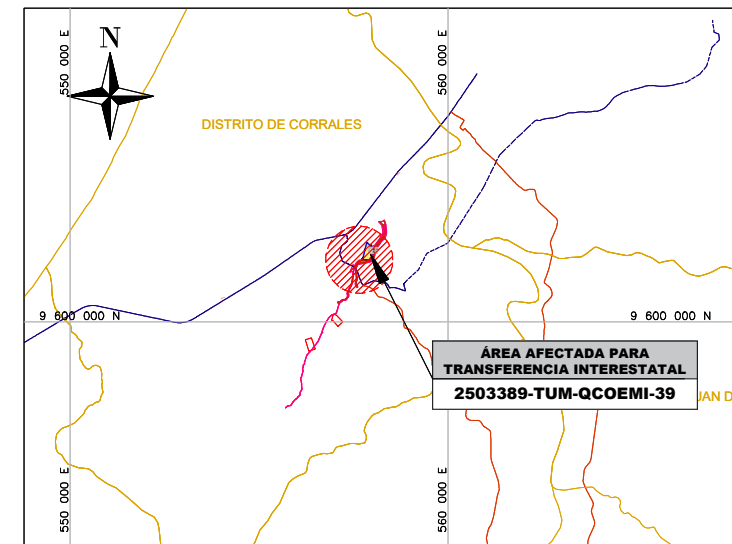 550 000 E
560 000 E
N
DISTRITO DE CORRALES
9 600 000 N
9 600 000 N
ÁREA AFECTADA PARA
TRANSFERENCIA INTERESTATAL
2503389-TUM-QCOEMI-39
UAN D
550 000 E
560 000 E